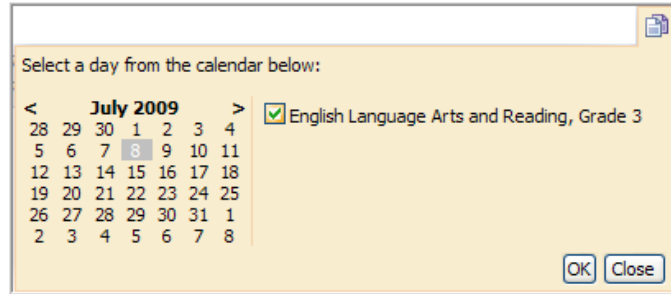 Select a day from the calendar below:
< July 2009 >
28 29 30 1 2 3 4
5 6 7 8 9 10 11
12 13 14 15 16 17 18
19 20 21 22 23 24 25
26 27 28 29 30 31 1
2 3 4 5 6 7 8
English Language Arts and Reading, Grade 3
OK Close